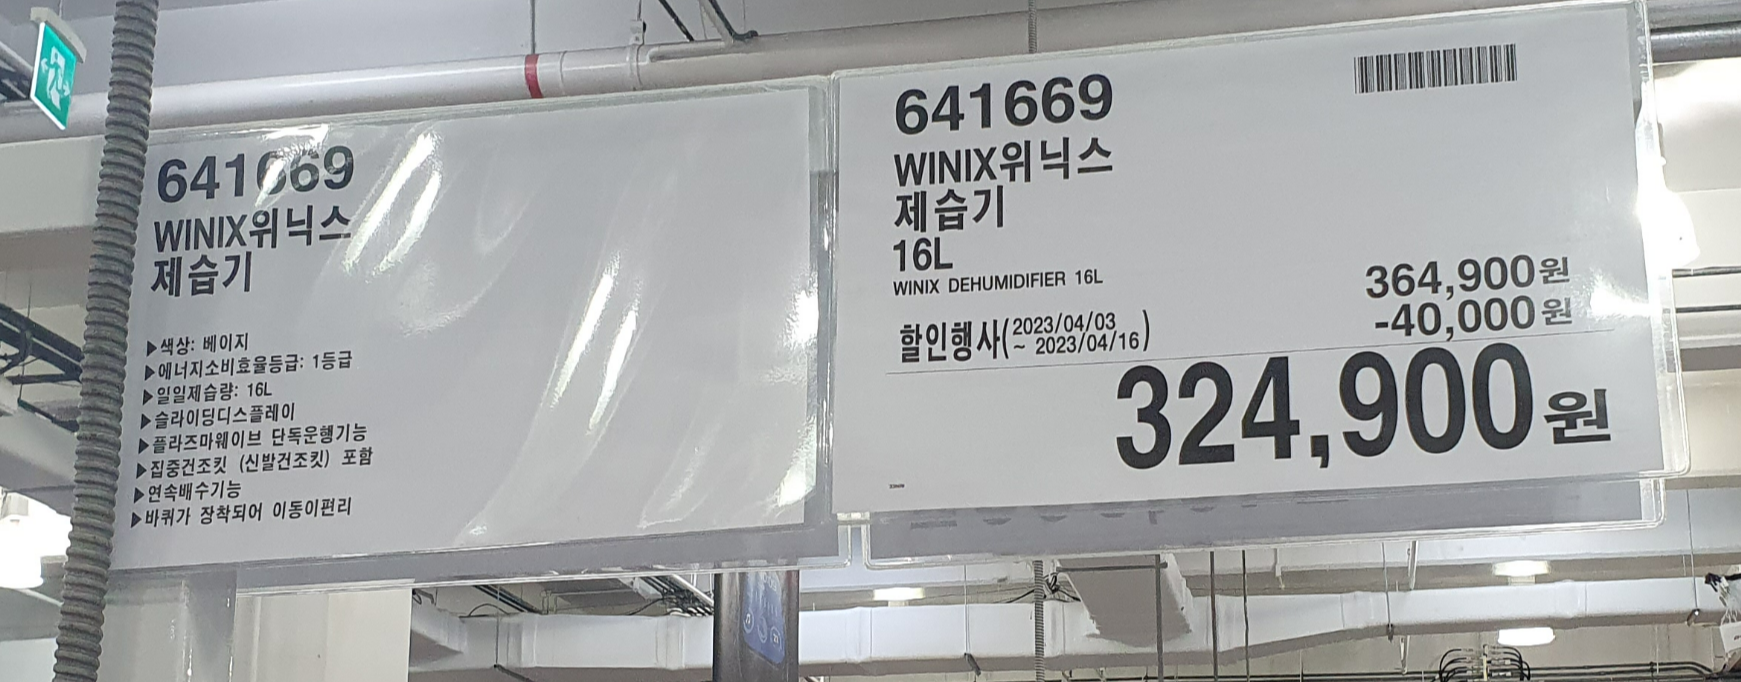 641669
WINIX위닉스
제습기
▶색상: 베이지
▶에너지소비효율등급: 1등급
▶일일제습량: 16L
▶슬라이딩디스플레이
▶플라즈마웨이브 단독운행기능
▶집중건조킷 (신발건조킷) 포함
▶연속배수기능
▶바퀴가 장착되어 이동이편리
641669
WINIX위닉스
제습기
16L
WINIX DEHUMIDIFIER 16L
364,900원
-40,000원
할인행사(2023/04/03
~ 2023/04/16)
324,900원